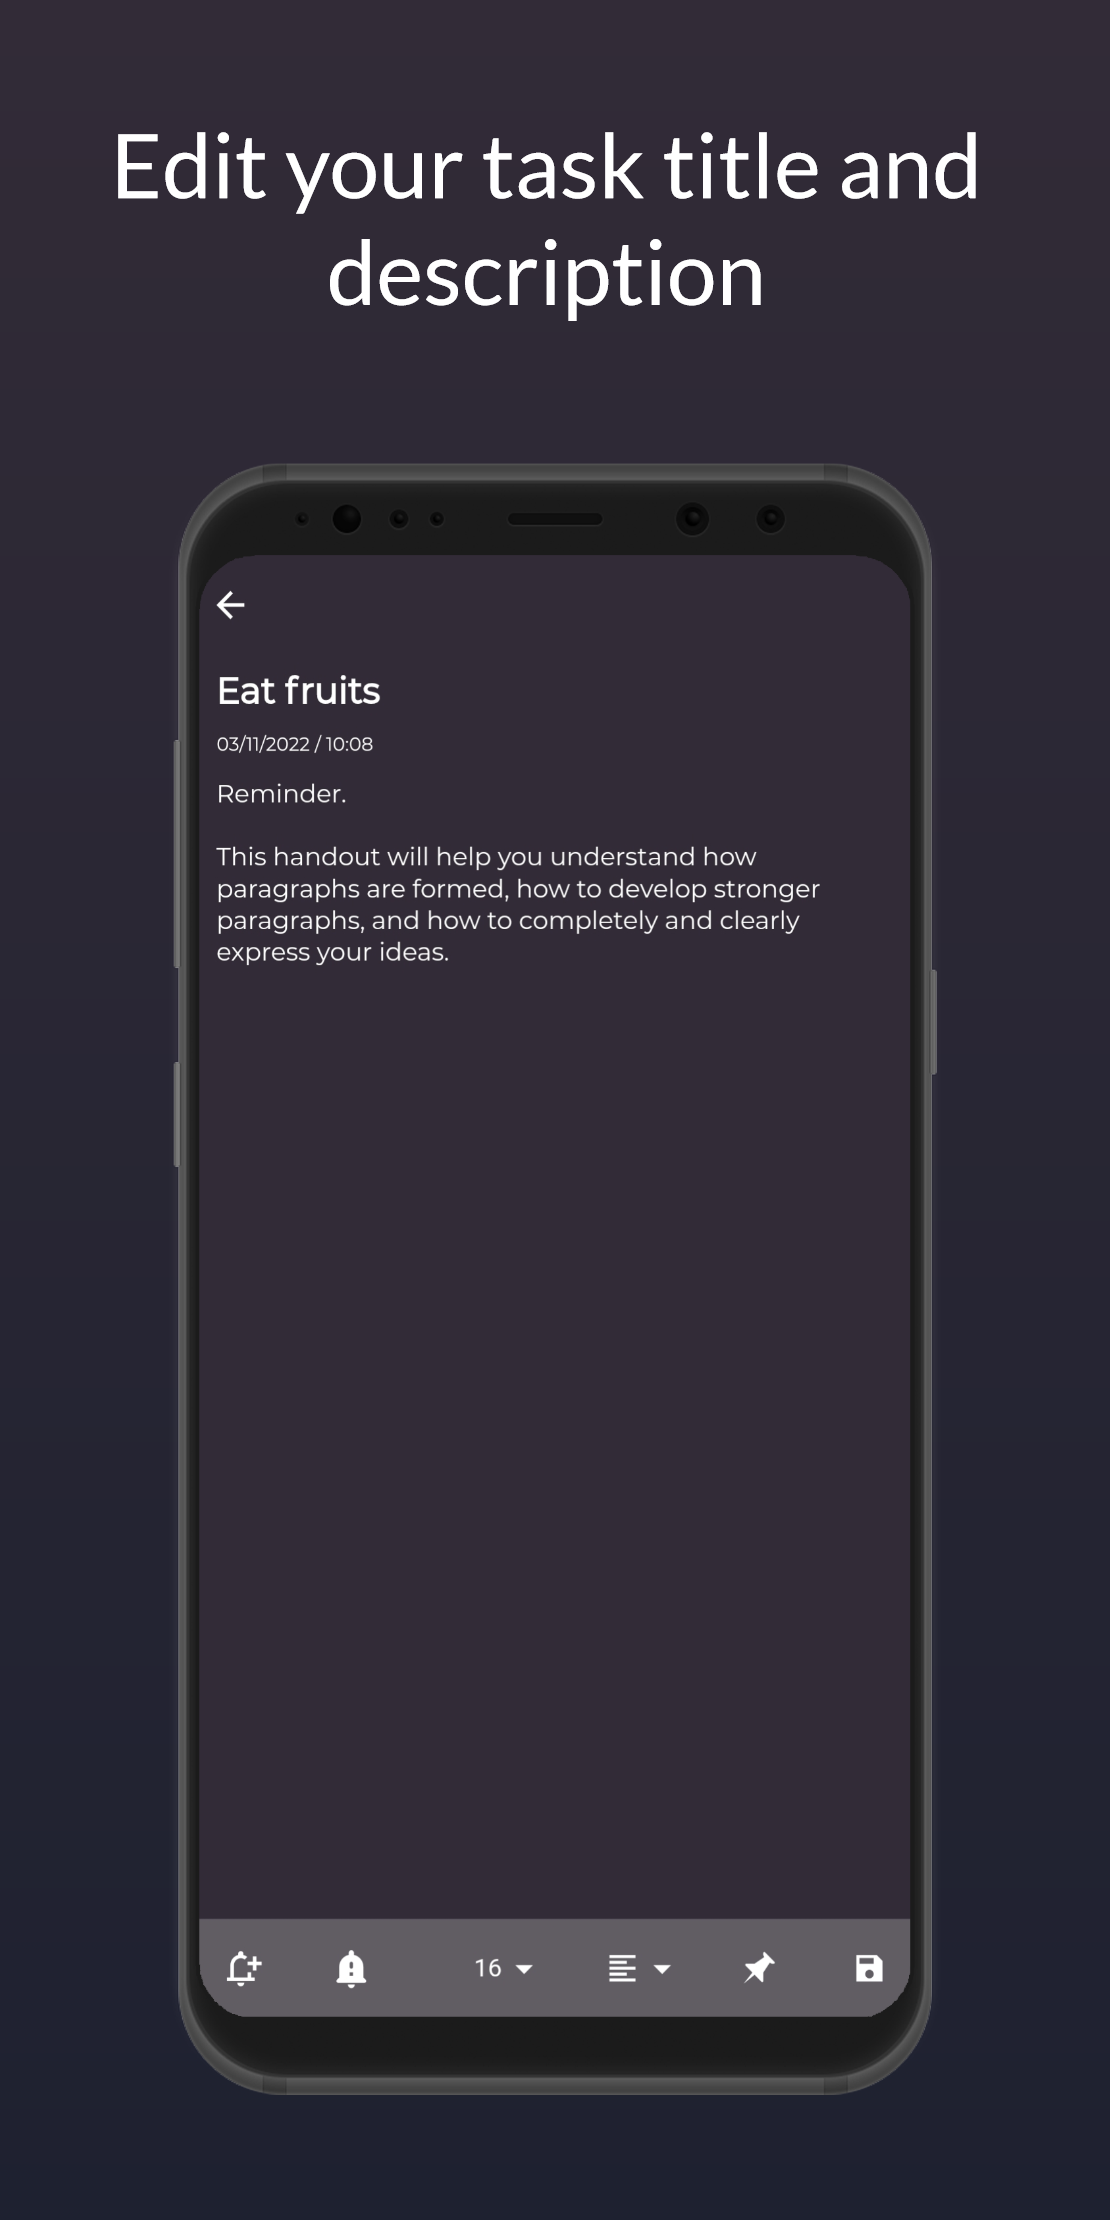 Edit your task title and
description
Eat fruits
03/11/2022 / 10:08
Reminder.
This handout will help you understand how
paragraphs are formed, how to develop stronger
paragraphs, and how to completely and clearly
express your ideas.
16